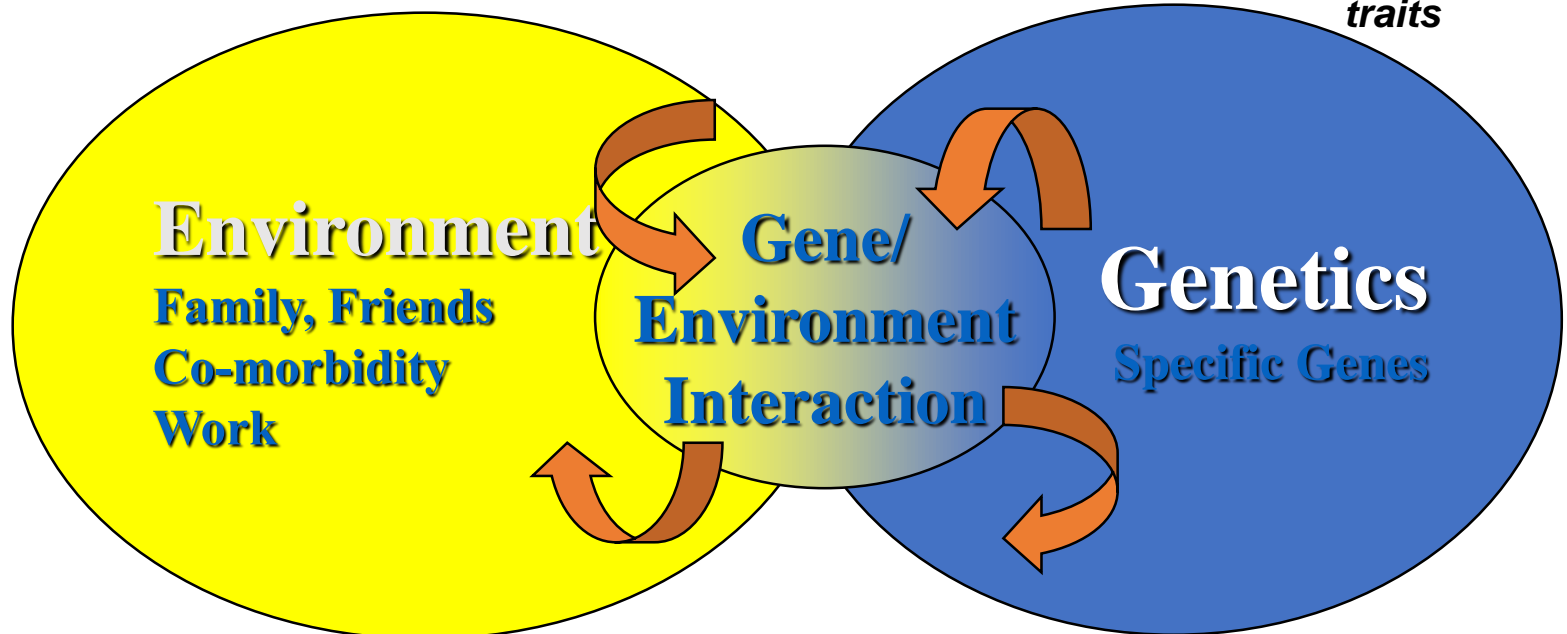 traits
Environment
Family, Friends
Co-morbidity
Work
Gene/
Environment
Interaction
Genetics
Specific Genes